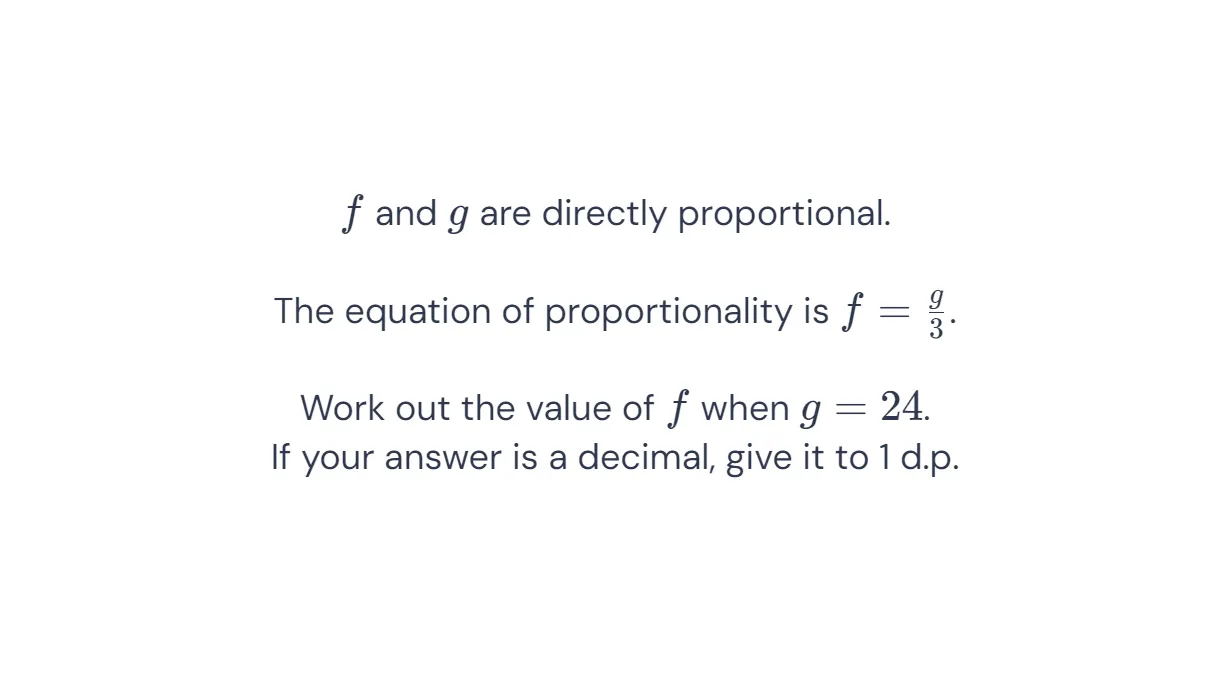 f and g are directly proportional.
The equation of proportionality is f = g/3.
Work out the value of f when g = 24.
If your answer is a decimal, give it to 1 d.p.